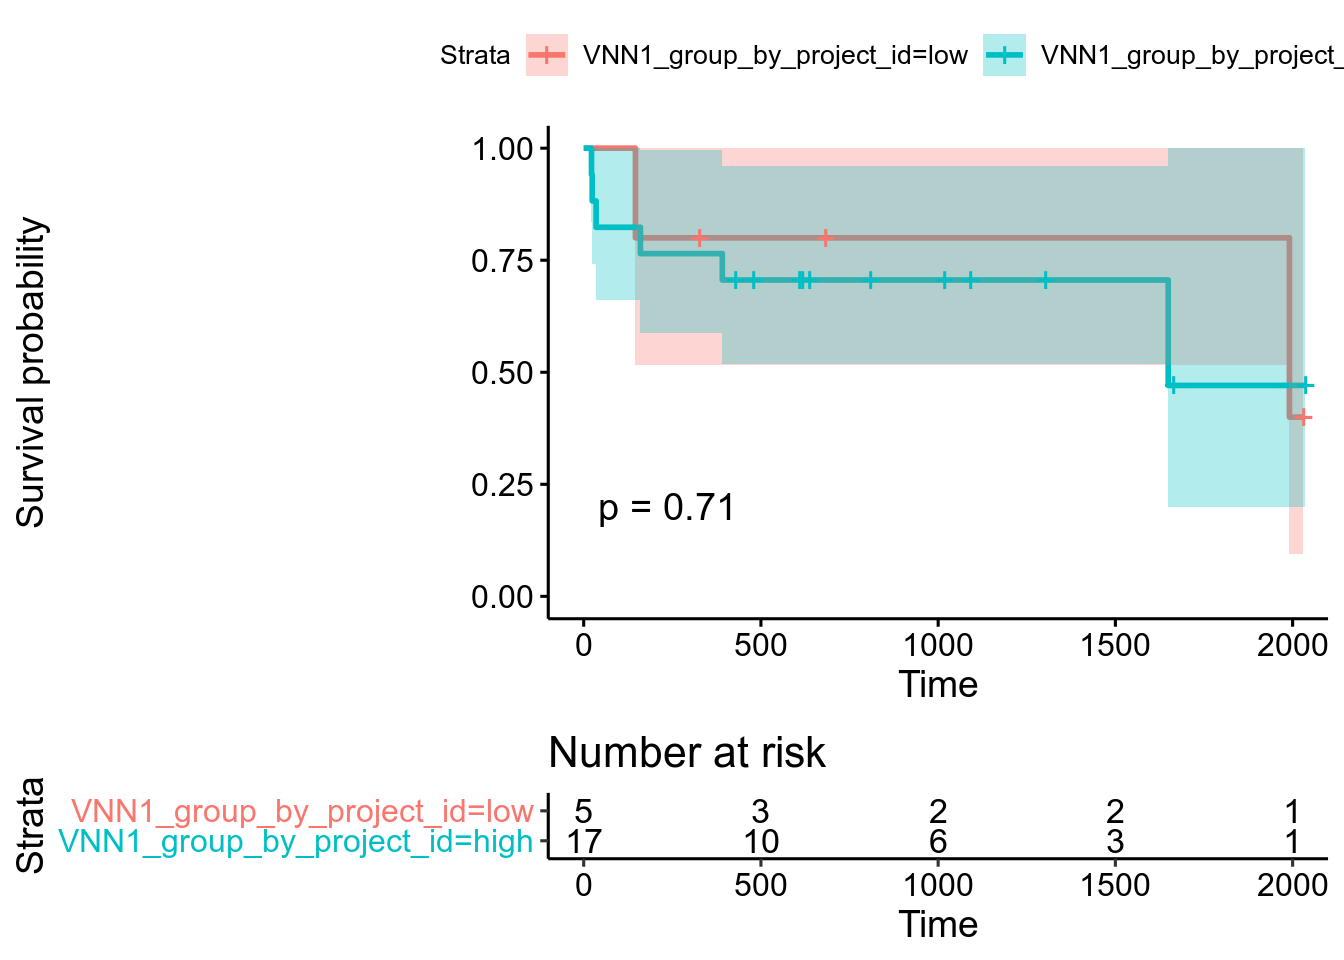 Strata VNN1_group_by_project_id=low VNN1_group_by_project_
Survival probability
1.00
0.75
0.50
0.25
0.00
p = 0.71
0 500 1000 1500 2000
Time
Number at risk
Strata
VNN1_group_by_project_id=low 5 3 2 2 1
VNN1_group_by_project_id=high 17 10 6 3 1
0 500 1000 1500 2000
Time